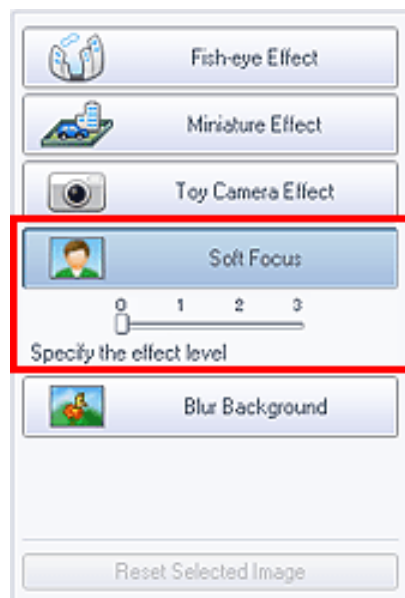 Fish-eye Effect
Miniature Effect
Toy Camera Effect
Soft Focus
0 1 2 3
Specify the effect level
Blur Background
Reset Selected Image